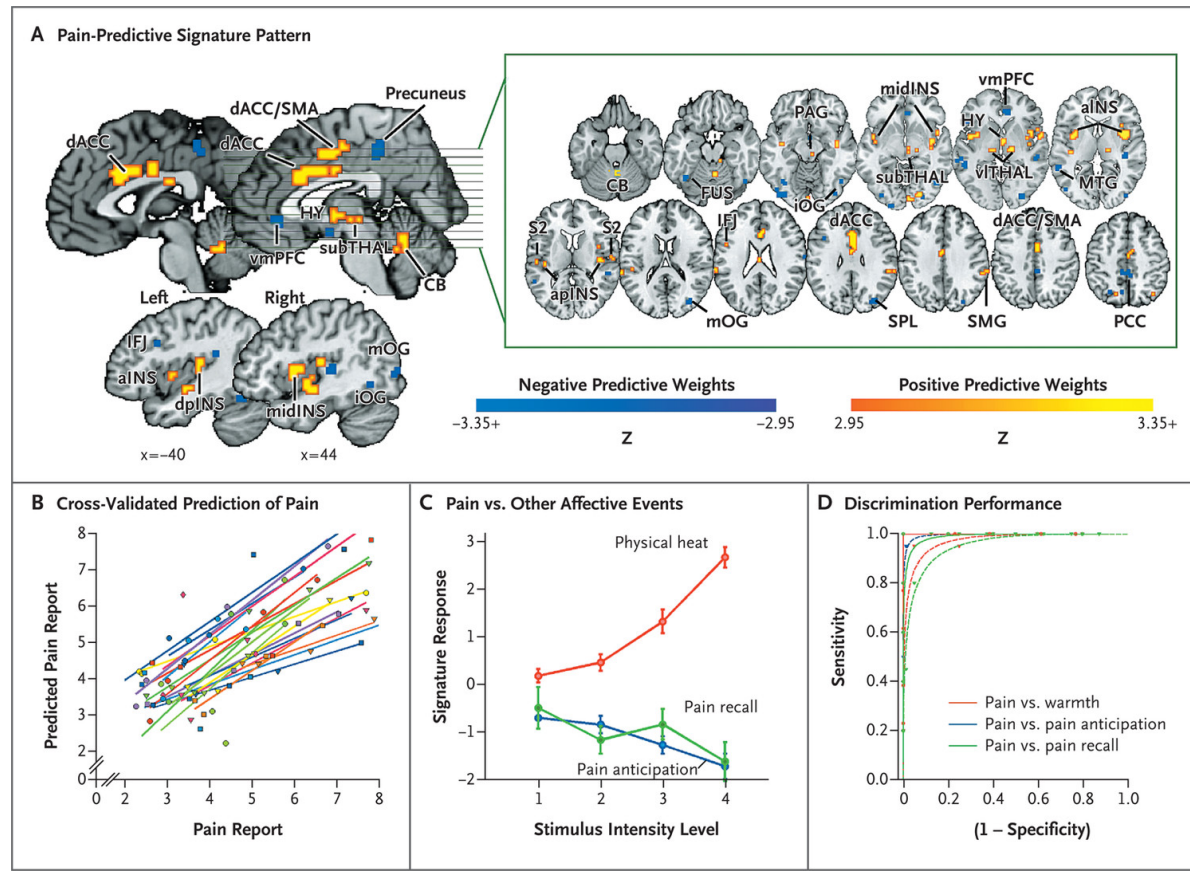 A Pain-Predictive Signature Pattern
dACC
dACC/SMA
dACC
Precuneus
HY
vmPFC
subTHAL
CB
Left
Right
IFJ
aINS
dpINS
midINS
mOG
iOG
x=−40
x=44
CB
FUS
PAG
iOG
midINS
subTHAL
vmPFC
HY
vlTHAL
aINS
MTG
S2
S2
apINS
mOG
IFJ
dACC
SPL
SMG
dACC/SMA
PCC
Negative Predictive Weights
−3.35+
−2.95
Z
Positive Predictive Weights
2.95
3.35+
Z
B Cross-Validated Prediction of Pain
Predicted Pain Report
8
7
6
5
4
3
2
0
0 2 3 4 5 6 7 8
Pain Report
C Pain vs. Other Affective Events
Signature Response
3
2
1
0
−1
−2
Physical heat
Pain recall
Pain anticipation
1 2 3 4
Stimulus Intensity Level
D Discrimination Performance
Sensitivity
1.0
0.8
0.6
0.4
0.2
0.0
Pain vs. warmth
Pain vs. pain anticipation
Pain vs. pain recall
0 0.2 0.4 0.6 0.8 1.0
(1 − Specificity)